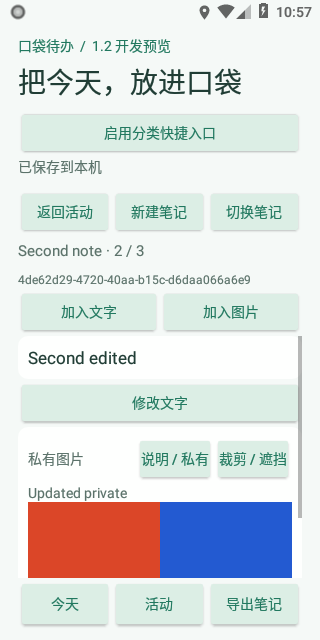 10:57
口袋待办 / 1.2 开发预览
把今天，放进口袋
启用分类快捷入口
已保存到本机
返回活动 新建笔记 切换笔记
Second note · 2 / 3
4de62d29-4720-40aa-b15c-d6daa066a6e9
加入文字 加入图片
Second edited
修改文字
私有图片 说明 / 私有 裁剪 / 遮挡
Updated private
今天 活动 导出笔记